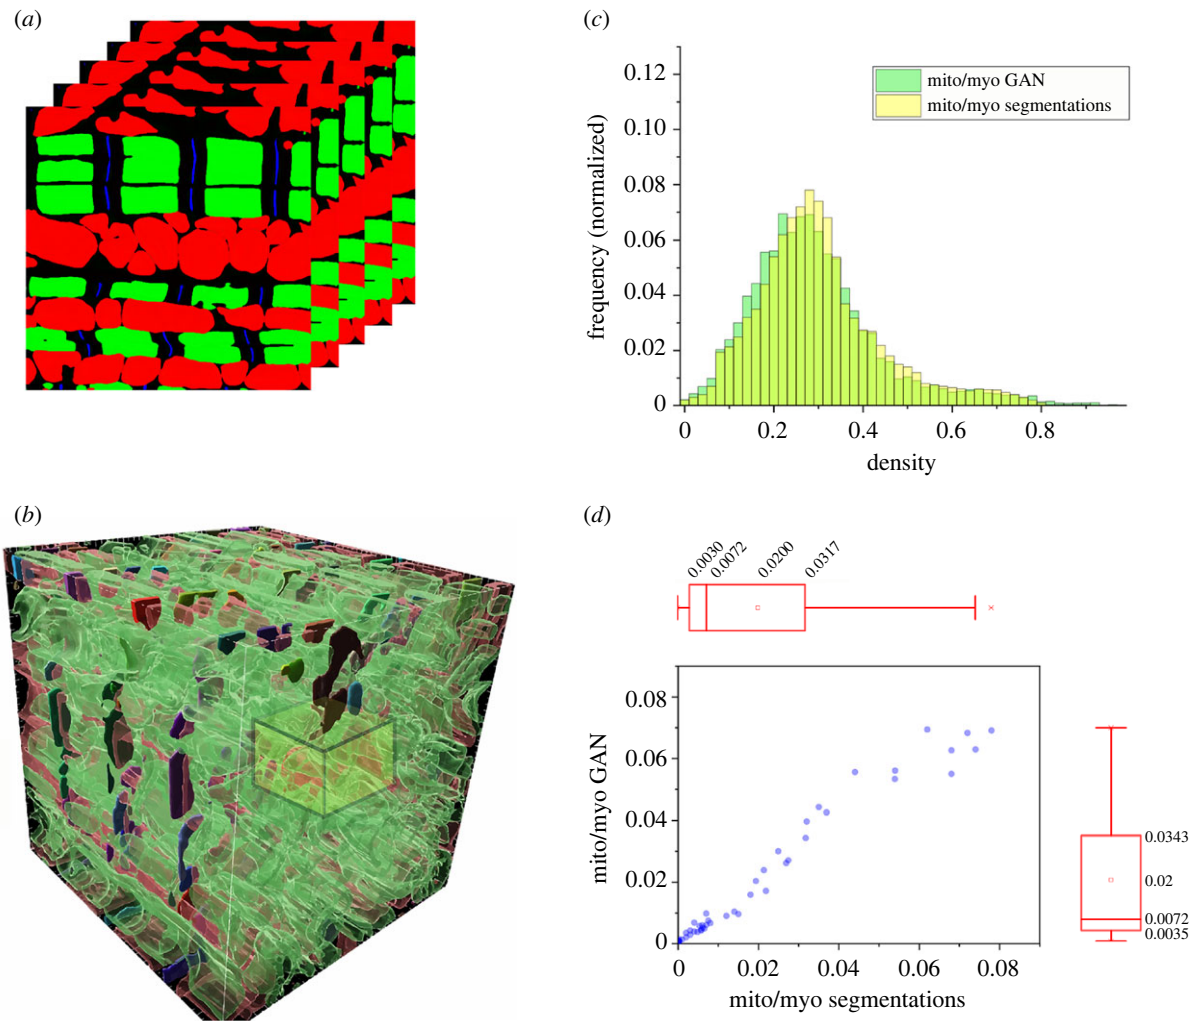 (a)
(c)
0.12
0.10
0.08
0.06
0.04
0.02
0
frequency (normalized)
mito/myo GAN
mito/myo segmentations
0 0.2 0.4 0.6 0.8
density
(b)
(d)
0.0030
0.0072
0.0200
0.0317
0.08
0.06
0.04
0.02
0
mito/myo GAN
0 0.02 0.04 0.06 0.08
mito/myo segmentations
0.0343
0.02
0.0072
0.0035